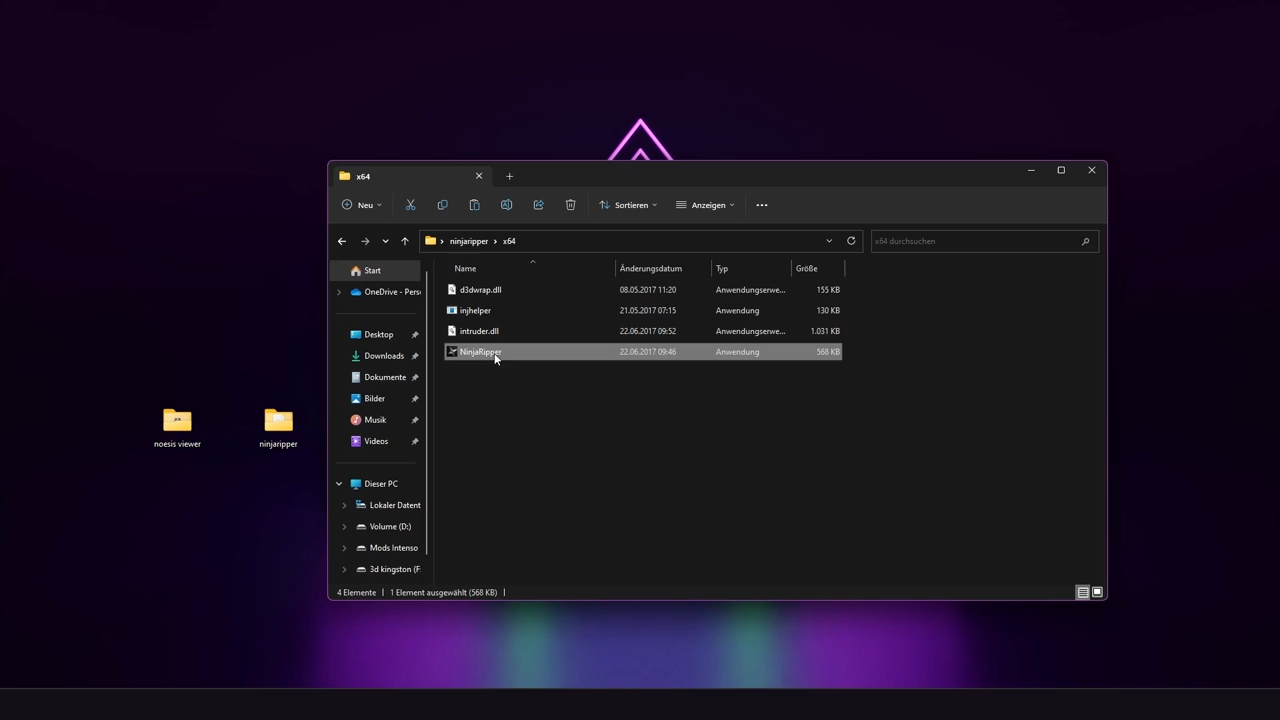 x64
Neu
Sortieren
Anzeigen
ninjaripper
x64
x64 durchsuchen
Name
Änderungsdatum
Typ
Größe
d3dwrap.dll
08.05.2017 11:20
Anwendungserwe...
155 KB
injhelper
21.05.2017 07:15
Anwendung
130 KB
intruder.dll
22.06.2017 09:52
Anwendungserwe...
1.031 KB
NinjaRipper
22.06.2017 09:46
Anwendung
568 KB
Start
OneDrive - Pers
Desktop
Downloads
Dokumente
Bilder
Musik
Videos
Dieser PC
Lokaler Datent
Volume (D:)
Mods Intenso
3d kingston (F
4 Elemente
1 Element ausgewählt (568 KB)
noesis viewer
ninjaripper